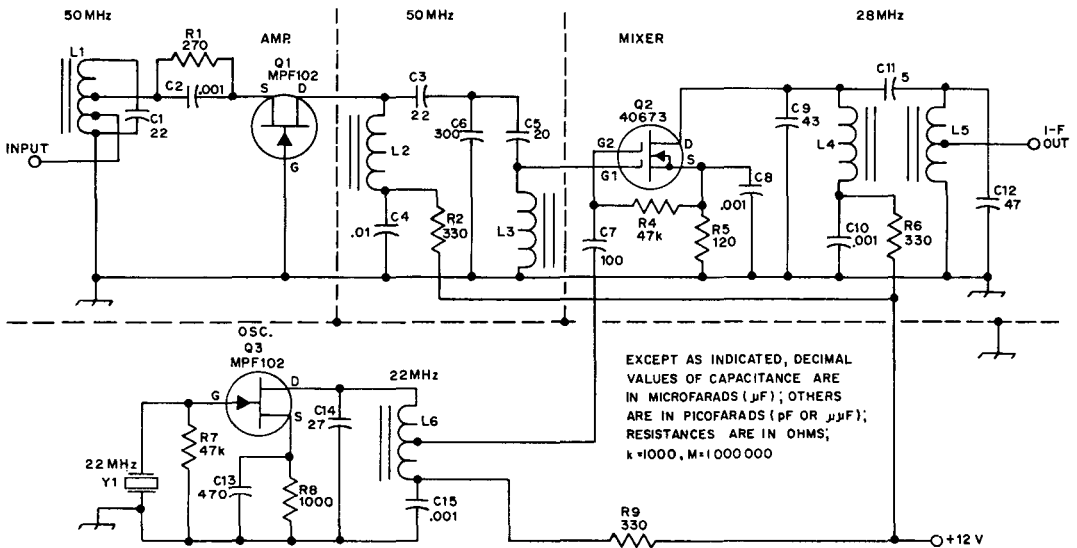 50MHz
50MHz
28MHz
L1
R1
270
C2
.001
C1
22
INPUT
AMP.
Q1
MPF102
S
D
G
C3
22
L2
C6
300
C5
20
C4
.01
R2
330
L3
MIXER
Q2
40673
G2
G1
D
S
R4
47k
C7
100
R5
120
C8
.001
C9
43
C11
5
L4
L5
C10
.001
R6
330
C12
47
I-F
OUT
OSC.
Q3
MPF102
G
D
S
22MHz
Y1
R7
47k
C13
470
R8
1000
C14
27
22MHz
L6
C15
.001
R9
330
+12 V
EXCEPT AS INDICATED, DECIMAL
VALUES OF CAPACITANCE ARE
IN MICROFARADS (µF); OTHERS
ARE IN PICOFARADS (pF OR µµF);
RESISTANCES ARE IN OHMS;
k=1000, M=1000000